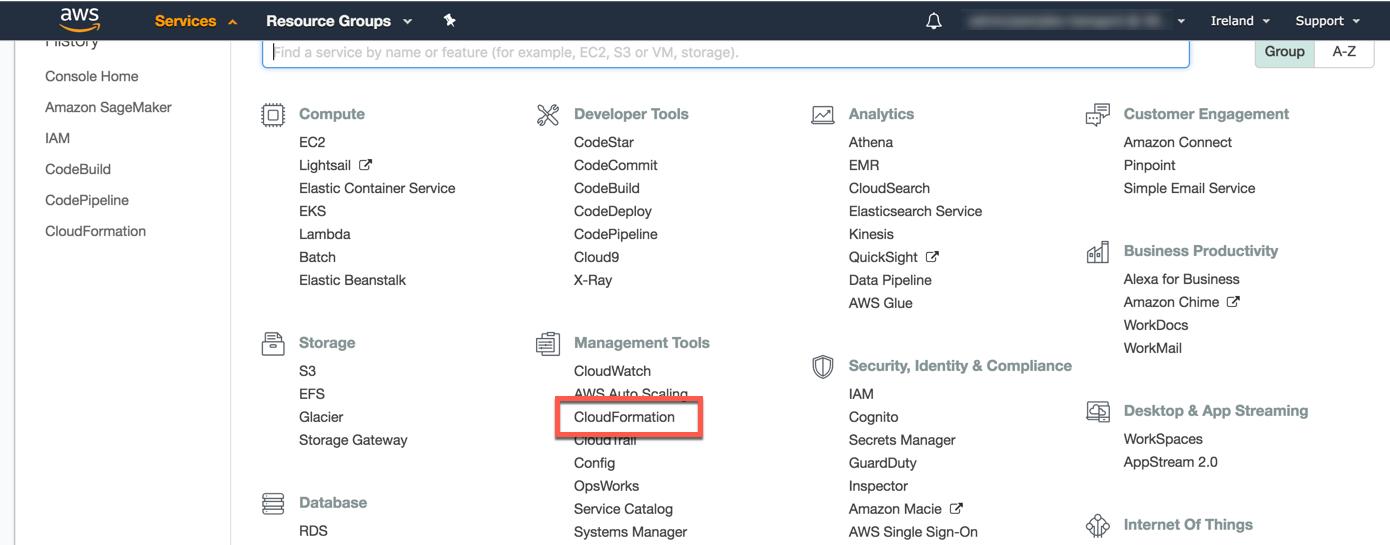 aws Services Resource Groups Ireland Support
History
Console Home
Amazon SageMaker
IAM
CodeBuild
CodePipeline
CloudFormation
Find a service by name or feature (for example, EC2, S3 or VM, storage).
Group A-Z
Compute
EC2
Lightsail
Elastic Container Service
EKS
Lambda
Batch
Elastic Beanstalk
Storage
S3
EFS
Glacier
Storage Gateway
Database
RDS
Developer Tools
CodeStar
CodeCommit
CodeBuild
CodeDeploy
CodePipeline
Cloud9
X-Ray
Management Tools
CloudWatch
AWS Auto Scaling
CloudFormation
CloudTrail
Config
OpsWorks
Service Catalog
Systems Manager
Analytics
Athena
EMR
CloudSearch
Elasticsearch Service
Kinesis
QuickSight
Data Pipeline
AWS Glue
Security, Identity & Compliance
IAM
Cognito
Secrets Manager
GuardDuty
Inspector
Amazon Macie
AWS Single Sign-On
Customer Engagement
Amazon Connect
Pinpoint
Simple Email Service
Business Productivity
Alexa for Business
Amazon Chime
WorkDocs
WorkMail
Desktop & App Streaming
WorkSpaces
AppStream 2.0
Internet Of Things